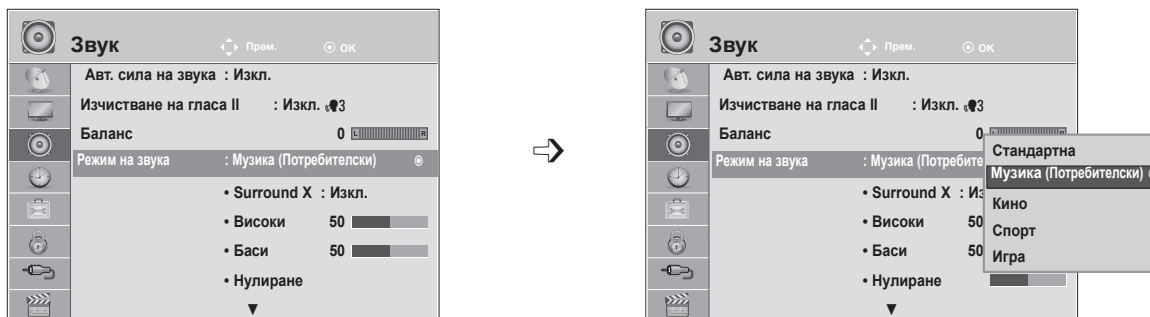 Звук
Прем.
OK
Авт. сила на звука : Изкл.
Изчистване на гласа II : Изкл. 3
Баланс 0 L R
Режим на звука : Музика (Потребителски)
• Surround X : Изкл.
• Високи 50
• Баси 50
• Нулиране
Звук
Прем.
OK
Авт. сила на звука : Изкл.
Изчистване на гласа II : Изкл. 3
Баланс 0
Режим на звука : Музика (Потребите
• Surround X : Из
• Високи 50
• Баси 50
• Нулиране
Стандартна
Музика (Потребителски)
Кино
Спорт
Игра